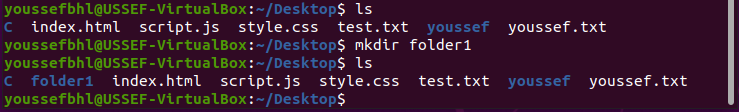 youssefbhl@USSEF-VirtualBox:~/Desktop$ ls
C  index.html  script.js  style.css  test.txt  youssef  youssef.txt
youssefbhl@USSEF-VirtualBox:~/Desktop$ mkdir folder1
youssefbhl@USSEF-VirtualBox:~/Desktop$ ls
C  folder1  index.html  script.js  style.css  test.txt  youssef  youssef.txt
youssefbhl@USSEF-VirtualBox:~/Desktop$